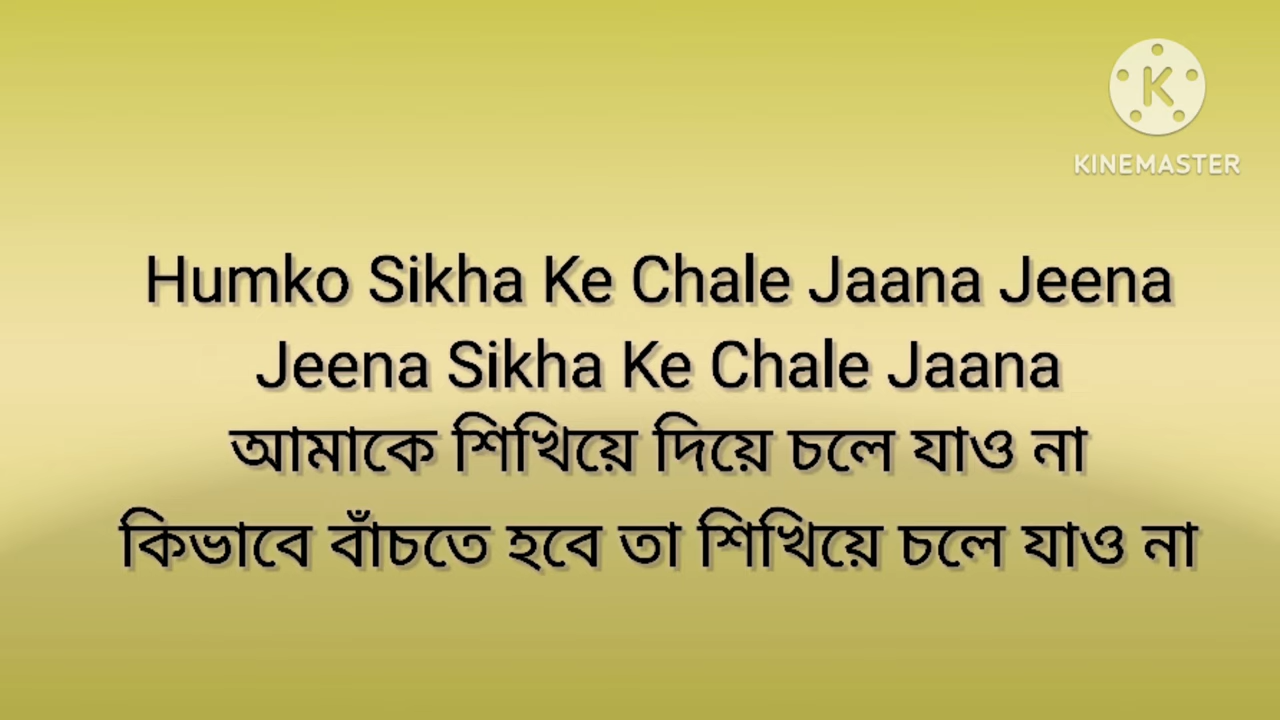 KINEMASTER
Humko Sikha Ke Chale Jaana Jeena
Jeena Sikha Ke Chale Jaana
আমাকে শিখিয়ে দিয়ে চলে যাও না
কিভাবে বাঁচতে হবে তা শিখিয়ে চলে যাও না